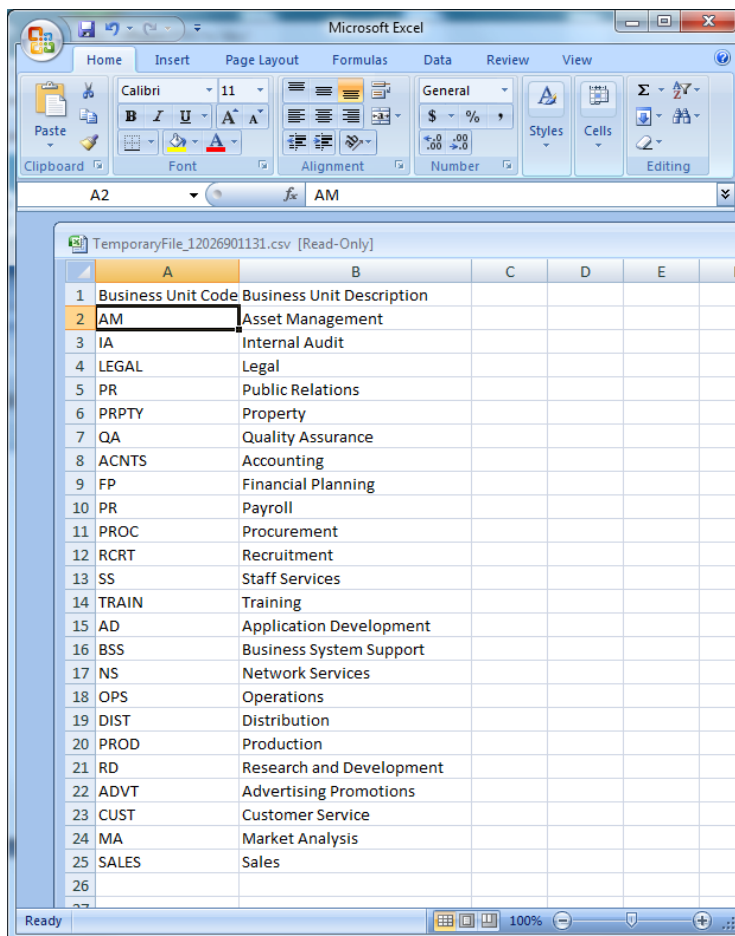 Microsoft Excel
Home Insert Page Layout Formulas Data Review View
Calibri 11 General
B I U A A $ % ,
Paste Styles Cells
Clipboard Font Alignment Number Editing
A2 fx AM
TemporaryFile_12026901131.csv [Read-Only]
A B C D E
1 Business Unit Code Business Unit Description
2 AM Asset Management
3 IA Internal Audit
4 LEGAL Legal
5 PR Public Relations
6 PRPTY Property
7 QA Quality Assurance
8 ACNTS Accounting
9 FP Financial Planning
10 PR Payroll
11 PROC Procurement
12 RCRT Recruitment
13 SS Staff Services
14 TRAIN Training
15 AD Application Development
16 BSS Business System Support
17 NS Network Services
18 OPS Operations
19 DIST Distribution
20 PROD Production
21 RD Research and Development
22 ADVT Advertising Promotions
23 CUST Customer Service
24 MA Market Analysis
25 SALES Sales
26
Ready 100%